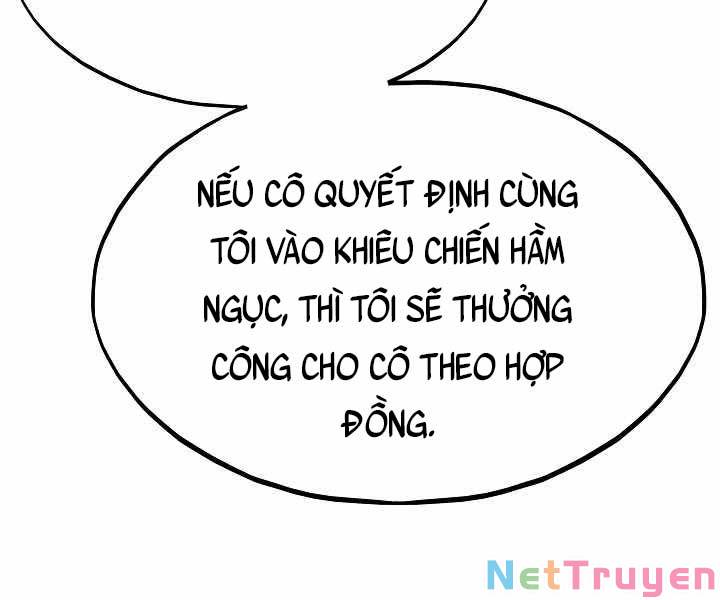 NẾU CÔ QUYẾT ĐỊNH CÙNG
TÔI VÀO KHIÊU CHIẾN HẦM
NGỤC, THÌ TÔI SẼ THƯỞNG
CÔNG CHO CÔ THEO HỢP
ĐỒNG.
NetTruyen